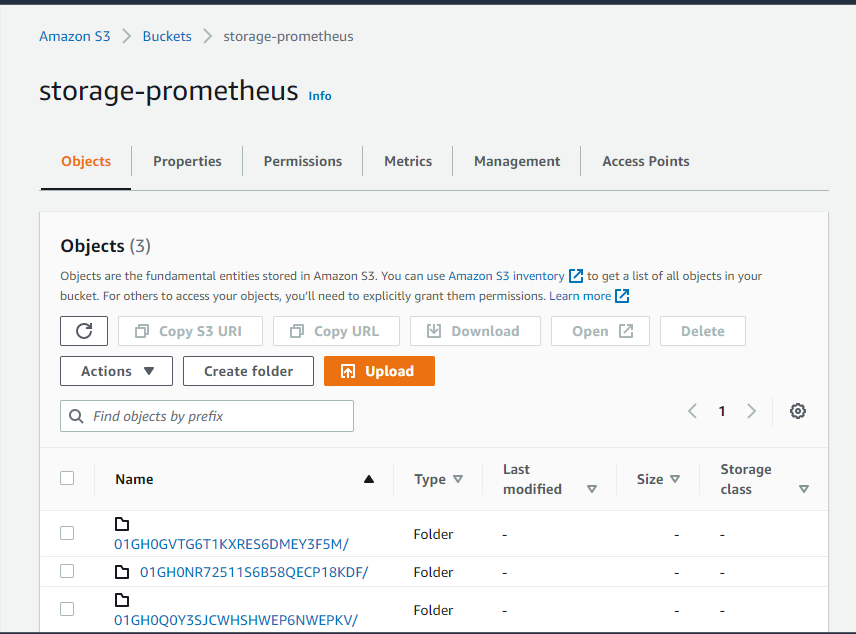 Amazon S3 > Buckets > storage-prometheus
storage-prometheus Info
Objects Properties Permissions Metrics Management Access Points
Objects (3)
Objects are the fundamental entities stored in Amazon S3. You can use Amazon S3 inventory to get a list of all objects in your
bucket. For others to access your objects, you'll need to explicitly grant them permissions. Learn more
Copy S3 URI Copy URL Download Open Delete
Actions Create folder Upload
Find objects by prefix
1
Name Type Last modified Size Storage class
01GH0GVTG6T1KXRES6DMEY3F5M/ Folder - - -
01GH0NR72511S6B58QECP18KDF/ Folder - - -
01GH0Q0Y3SJCWHSHWEP6NWEPKV/ Folder - - -